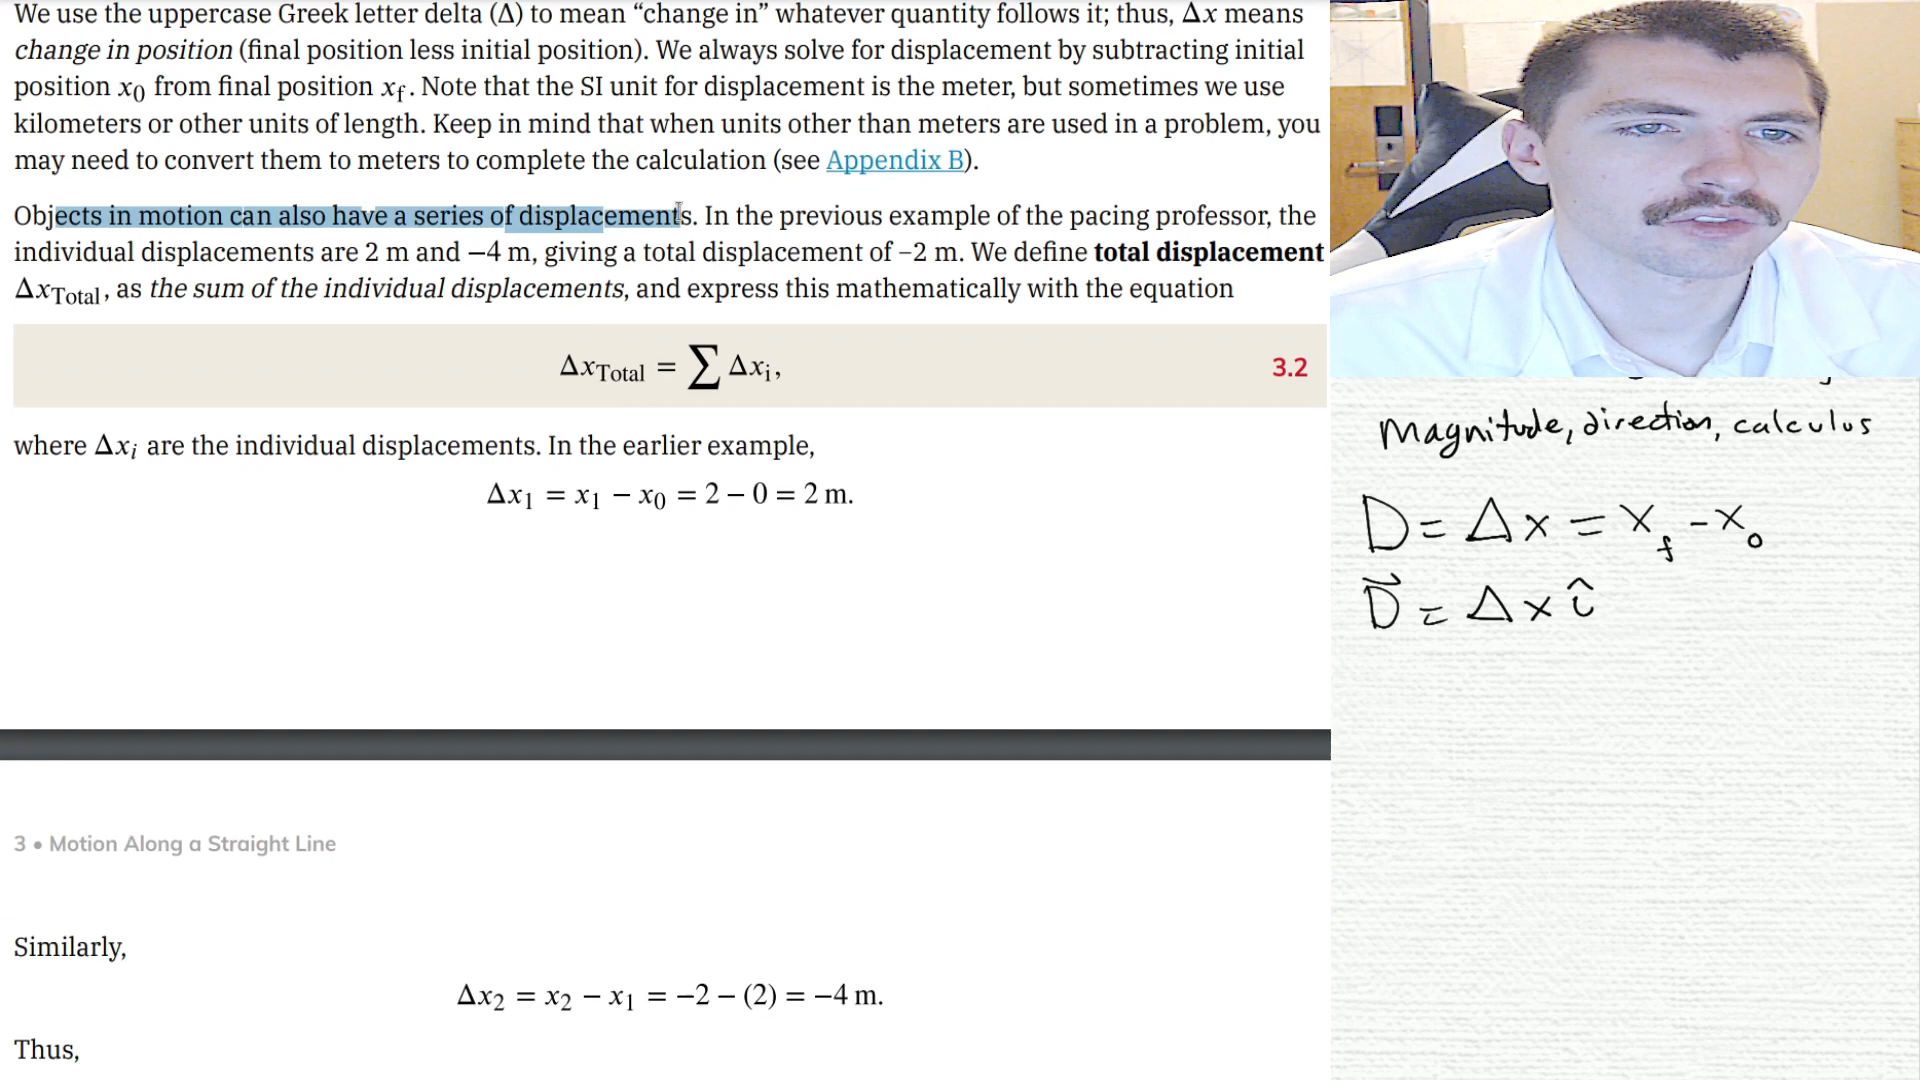 We use the uppercase Greek letter delta (Δ) to mean “change in” whatever quantity follows it; thus, Δx means
change in position (final position less initial position). We always solve for displacement by subtracting initial
position x₀ from final position x_f. Note that the SI unit for displacement is the meter, but sometimes we use
kilometers or other units of length. Keep in mind that when units other than meters are used in a problem, you
may need to convert them to meters to complete the calculation (see Appendix B).
Objects in motion can also have a series of displacements. In the previous example of the pacing professor, the
individual displacements are 2 m and −4 m, giving a total displacement of −2 m. We define total displacement
Δx_Total, as the sum of the individual displacements, and express this mathematically with the equation
Δx_Total = ∑ Δx_i, 3.2
where Δx_i are the individual displacements. In the earlier example,
Δx₁ = x₁ − x₀ = 2 − 0 = 2 m.
3 • Motion Along a Straight Line
Similarly,
Δx₂ = x₂ − x₁ = −2 − (2) = −4 m.
Thus,
Magnitude, direction, calculus
D = Δx = x_f − x₀
D⃗ = Δx î